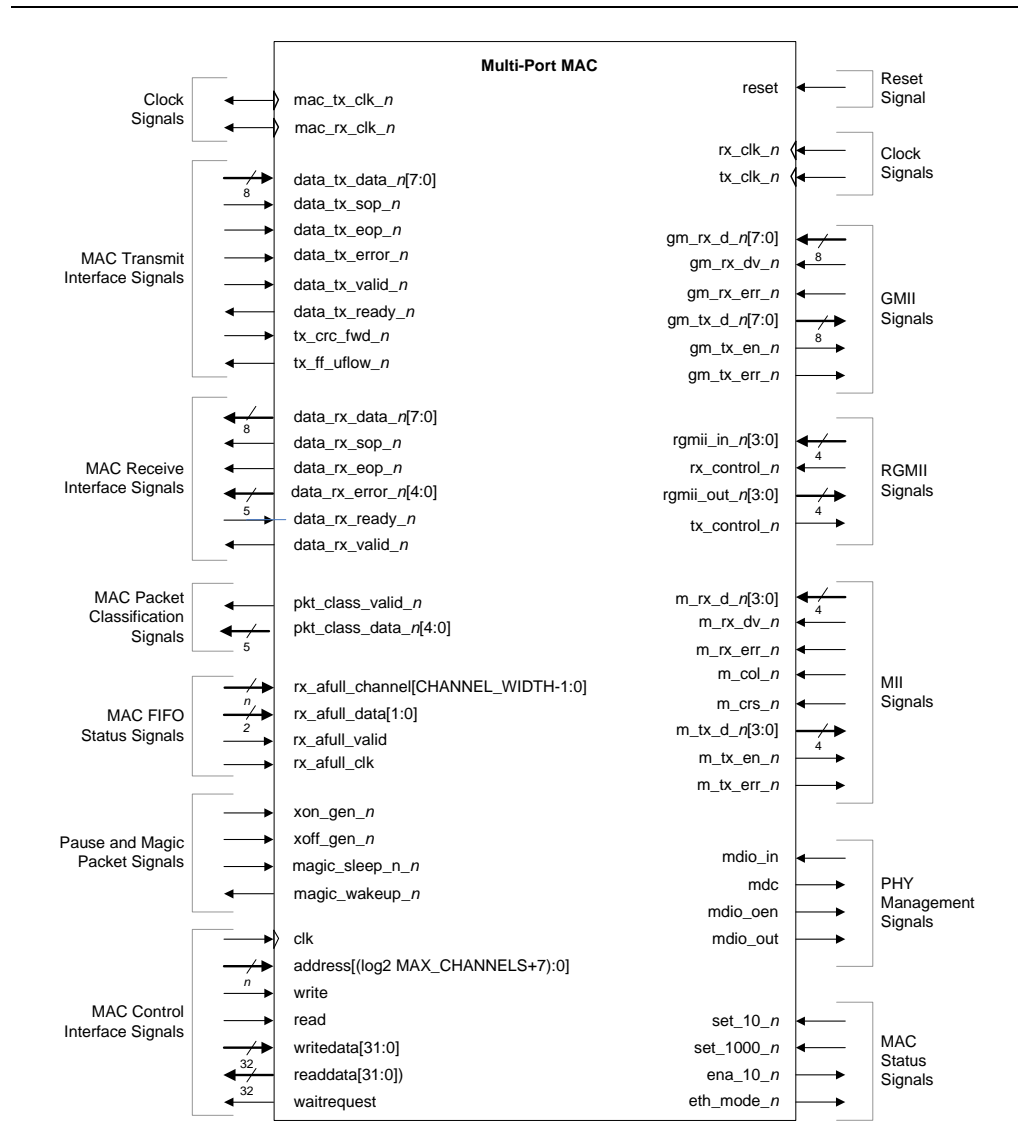 Multi-Port MAC
Clock
Signals
mac_tx_clk_n
mac_rx_clk_n
MAC Transmit
Interface Signals
8
data_tx_data_n[7:0]
data_tx_sop_n
data_tx_eop_n
data_tx_error_n
data_tx_valid_n
data_tx_ready_n
tx_crc_fwd_n
tx_ff_uflow_n
MAC Receive
Interface Signals
8
data_rx_data_n[7:0]
data_rx_sop_n
data_rx_eop_n
5
data_rx_error_n[4:0]
data_rx_ready_n
data_rx_valid_n
MAC Packet
Classification
Signals
pkt_class_valid_n
5
pkt_class_data_n[4:0]
MAC FIFO
Status Signals
n
rx_afull_channel[CHANNEL_WIDTH-1:0]
2
rx_afull_data[1:0]
rx_afull_valid
rx_afull_clk
Pause and Magic
Packet Signals
xon_gen_n
xoff_gen_n
magic_sleep_n_n
magic_wakeup_n
MAC Control
Interface Signals
clk
n
address[(log2 MAX_CHANNELS+7):0]
write
read
32
writedata[31:0]
32
readdata[31:0])
waitrequest
reset
Reset
Signal
rx_clk_n
tx_clk_n
Clock
Signals
gm_rx_d_n[7:0]
8
gm_rx_dv_n
gm_rx_err_n
gm_tx_d_n[7:0]
8
gm_tx_en_n
gm_tx_err_n
GMII
Signals
rgmii_in_n[3:0]
4
rx_control_n
rgmii_out_n[3:0]
4
tx_control_n
RGMII
Signals
m_rx_d_n[3:0]
4
m_rx_dv_n
m_rx_err_n
m_col_n
m_crs_n
m_tx_d_n[3:0]
4
m_tx_en_n
m_tx_err_n
MII
Signals
mdio_in
mdc
mdio_oen
mdio_out
PHY
Management
Signals
set_10_n
set_1000_n
ena_10_n
eth_mode_n
MAC
Status
Signals